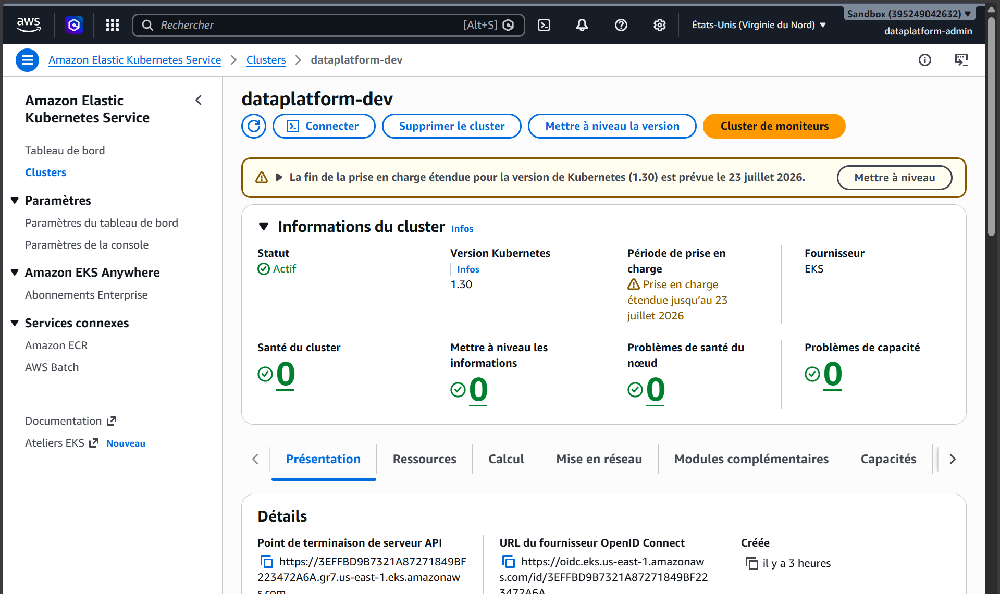 aws
Rechercher
[Alt+S]
États-Unis (Virginie du Nord)
Sandbox (395249042632)
dataplatform-admin
Amazon Elastic Kubernetes Service
Clusters
dataplatform-dev
Amazon Elastic
Kubernetes Service
Tableau de bord
Clusters
Paramètres
Paramètres du tableau de bord
Paramètres de la console
Amazon EKS Anywhere
Abonnements Enterprise
Services connexes
Amazon ECR
AWS Batch
Documentation
Ateliers EKS
Nouveau
dataplatform-dev
Connecter
Supprimer le cluster
Mettre à niveau la version
Cluster de moniteurs
La fin de la prise en charge étendue pour la version de Kubernetes (1.30) est prévue le 23 juillet 2026.
Mettre à niveau
Informations du cluster
Infos
Statut
Actif
Version Kubernetes
Infos
1.30
Période de prise en
charge
Prise en charge
étendue jusqu’au 23
juillet 2026
Fournisseur
EKS
Santé du cluster
0
Mettre à niveau les
informations
0
Problèmes de santé du
nœud
0
Problèmes de capacité
0
Présentation
Ressources
Calcul
Mise en réseau
Modules complémentaires
Capacités
Détails
Point de terminaison de serveur API
https://3EFFBD9B7321A87271849BF
223472A6A.gr7.us-east-1.eks.amazonaw
s.com
URL du fournisseur OpenID Connect
https://oidc.eks.us-east-1.amazonaw
s.com/id/3EFFBD9B7321A87271849BF22
3472A6A
Créée
il y a 3 heures